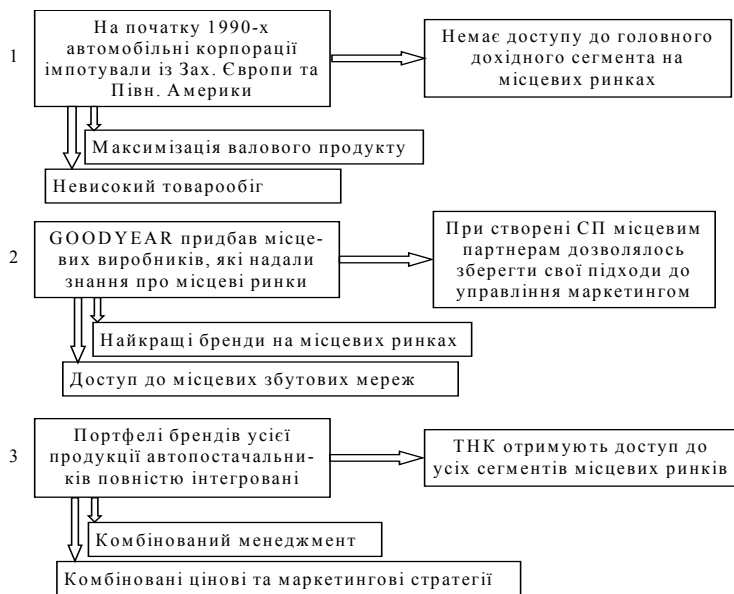 1
На початку 1990-х
автомобільні корпорації
імпотували із Зах. Європи та
Півн. Америки
Немає доступу до головного
дохідного сегмента на
місцевих ринках
Максимізація валового продукту
Невисокий товарообіг
2
GOODYEAR придбав місце-
вих виробників, які надали
знання про місцеві ринки
При створені СП місцевим
партнерам дозволялось
зберегти свої підходи до
управління маркетингом
Найкращі бренди на місцевих ринках
Доступ до місцевих збутових мереж
3
Портфелі брендів усієї
продукції автопостачальни-
ків повністю інтегровані
ТНК отримують доступ до
усіх сегментів місцевих ринків
Комбінований менеджмент
Комбіновані цінові та маркетингові стратегії